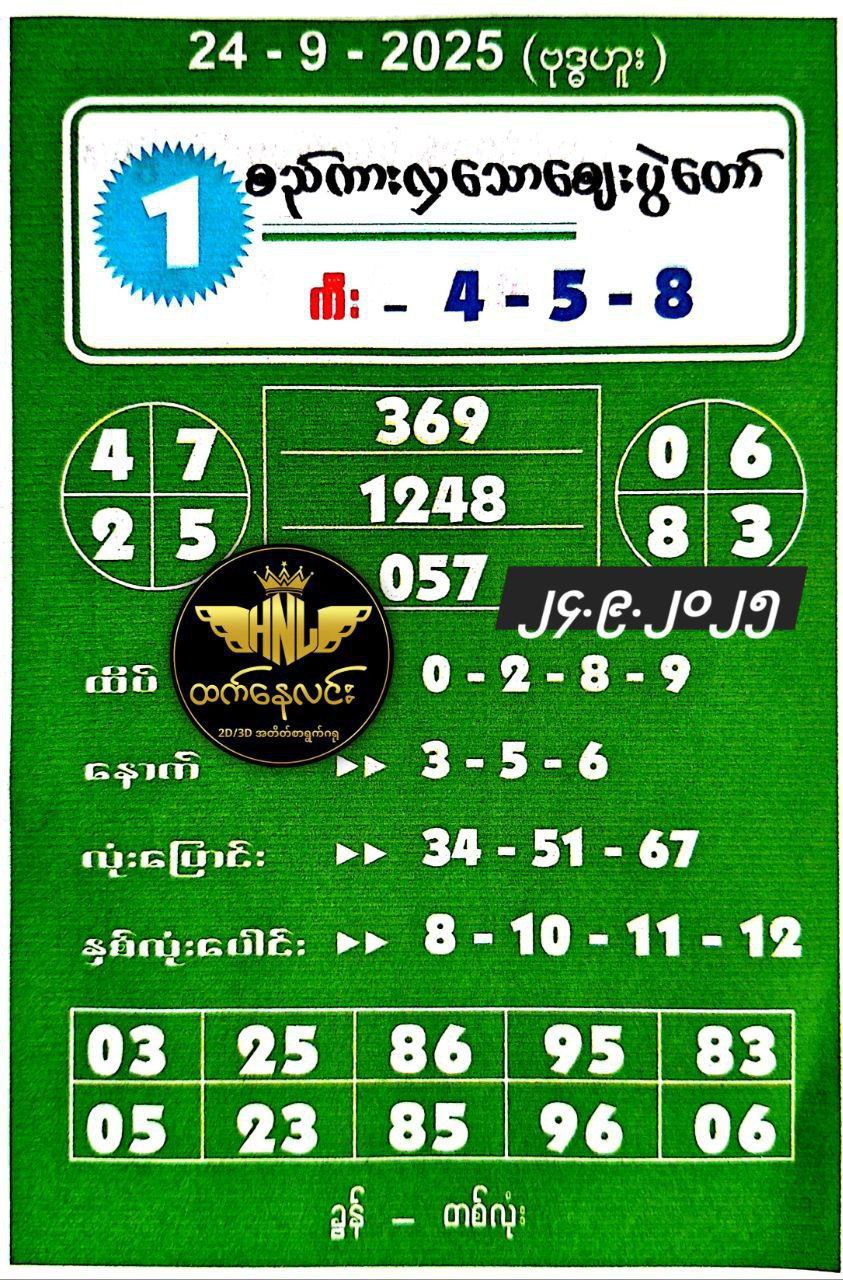 24 - 9 - 2025 (ဗုဒ္ဓဟူး)
1
စည်ကားလှသောဈေးပွဲတော်
ကီး - 4 - 5 - 8
4 7
2 5
369
1248
057
0 6
8 3
၂၄.၉.၂၀၂၅
HNL
ထက်နေလင်း
2D/3D အတိတ်စာရွက်ဂရု
ထိပ် 0 - 2 - 8 - 9
နောက် ▸▸ 3 - 5 - 6
လုံးပြောင်း ▸▸ 34 - 51 - 67
နှစ်လုံးပေါင်း ▸▸ 8 - 10 - 11 - 12
03 25 86 95 83
05 23 85 96 06
ခွန် - တစ်လုံး